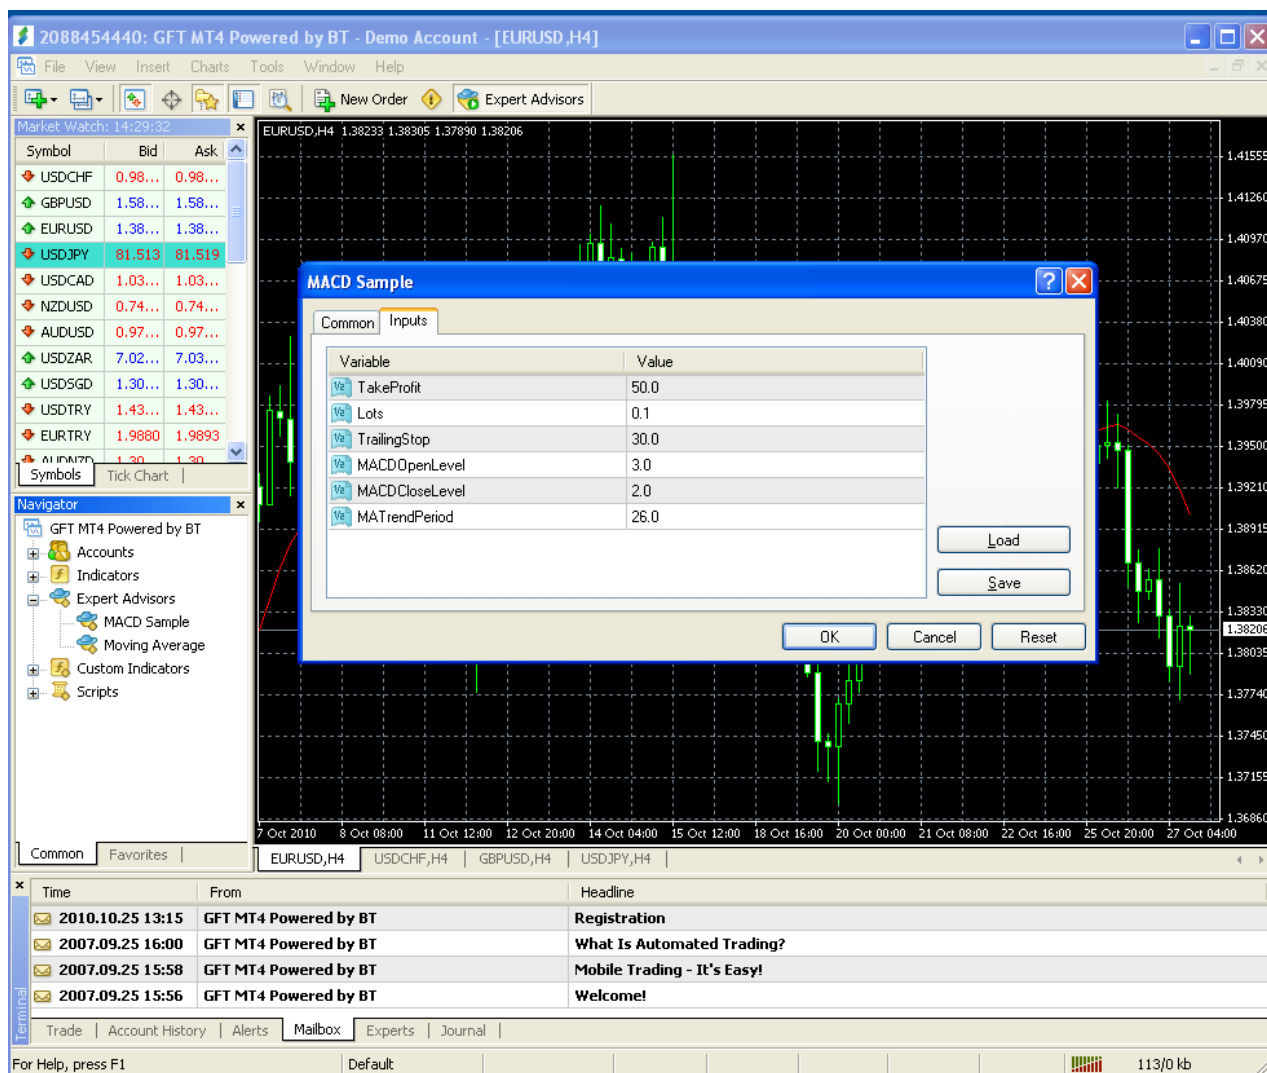 2088454440: GFT MT4 Powered by BT - Demo Account - [EURUSD,H4]
File View Insert Charts Tools Window Help
New Order Expert Advisors
Market Watch: 14:29:32
Symbol Bid Ask
USDCHF 0.98... 0.98...
GBPUSD 1.58... 1.58...
EURUSD 1.38... 1.38...
USDJPY 81.513 81.519
USDCAD 1.03... 1.03...
NZDUSD 0.74... 0.74...
AUDUSD 0.97... 0.97...
USDZAR 7.02... 7.03...
USDSGD 1.30... 1.30...
USDTRY 1.43... 1.43...
EURTRY 1.9880 1.9893
AUDNZD 1.30... 1.30...
Symbols Tick Chart
Navigator
GFT MT4 Powered by BT
Accounts
Indicators
Expert Advisors
MACD Sample
Moving Average
Custom Indicators
Scripts
Common Favorites
EURUSD,H4 1.38233 1.38305 1.37890 1.38206
1.41555
1.41260
1.40970
1.40675
1.40380
1.40090
1.39795
1.39500
1.39210
1.38915
1.38620
1.38330
1.38206
1.38035
1.37740
1.37450
1.37155
1.36860
7 Oct 2010 8 Oct 08:00 11 Oct 12:00 12 Oct 20:00 14 Oct 04:00 15 Oct 12:00 18 Oct 16:00 20 Oct 00:00 21 Oct 08:00 22 Oct 16:00 25 Oct 20:00 27 Oct 04:00
EURUSD,H4 USDCHF,H4 GBPUSD,H4 USDJPY,H4
MACD Sample
Common Inputs
Variable Value
TakeProfit 50.0
Lots 0.1
TrailingStop 30.0
MACDOpenLevel 3.0
MACDCloseLevel 2.0
MATrendPeriod 26.0
Load
Save
OK Cancel Reset
Time From Headline
2010.10.25 13:15 GFT MT4 Powered by BT Registration
2007.09.25 16:00 GFT MT4 Powered by BT What Is Automated Trading?
2007.09.25 15:58 GFT MT4 Powered by BT Mobile Trading - It's Easy!
2007.09.25 15:56 GFT MT4 Powered by BT Welcome!
Terminal
Trade Account History Alerts Mailbox Experts Journal
For Help, press F1 Default 113/0 kb